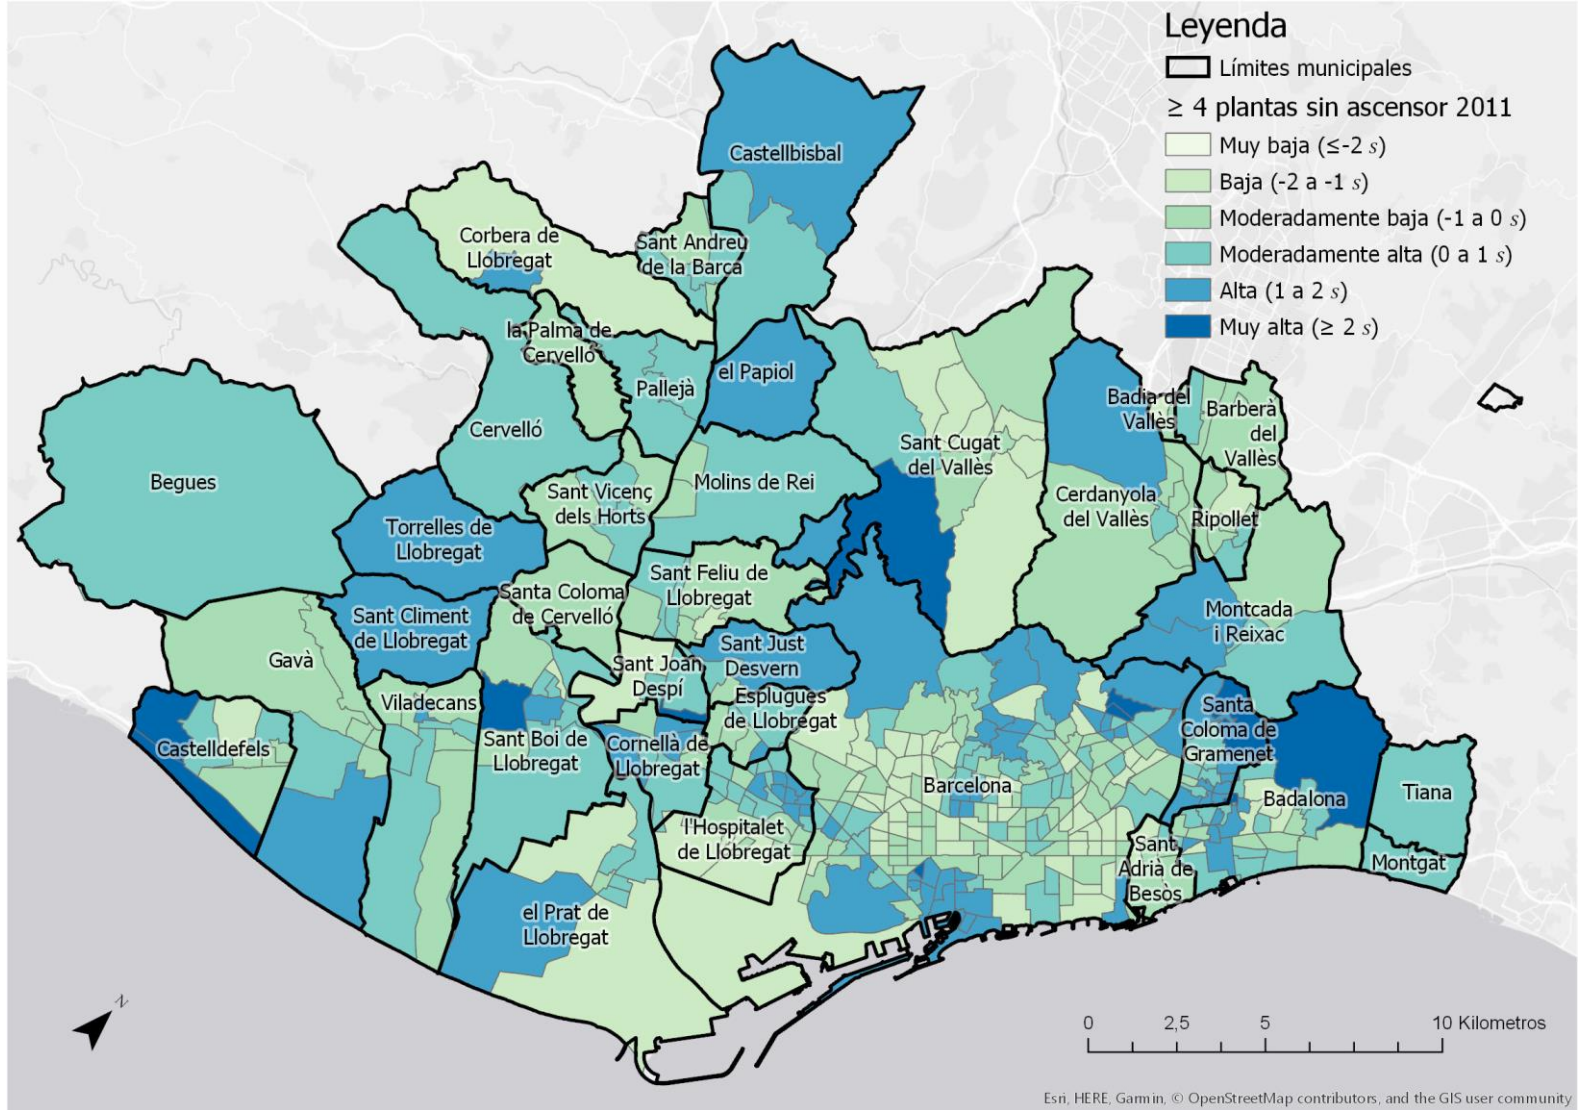 Leyenda
Límites municipales
≥ 4 plantas sin ascensor 2011
Muy baja (≤-2 s)
Baja (-2 a -1 s)
Moderadamente baja (-1 a 0 s)
Moderadamente alta (0 a 1 s)
Alta (1 a 2 s)
Muy alta (≥ 2 s)
Castellbisbal
Corbera de
Llobregat
Sant Andreu
de la Barca
la Palma de
Cervelló
Pallejà
el Papiol
Cervelló
Badia del
Vallès
Barberà
del
Vallès
Sant Cugat
del Vallès
Begues
Molins de Rei
Sant Vicenç
dels Horts
Cerdanyola
del Vallès
Ripollet
Torrelles de
Llobregat
Sant Feliu de
Llobregat
Santa Coloma
de Cervelló
Sant Climent
de Llobregat
Montcada
i Reixac
Gavà
Sant Just
Desvern
Sant Joan
Despí
Viladecans
Esplugues
de Llobregat
Santa
Coloma de
Gramenet
Castelldefels
Sant Boi de
Llobregat
Cornellà de
Llobregat
Barcelona
Badalona
Tiana
l'Hospitalet
de Llobregat
Sant
Adrià de
Besòs
Montgat
el Prat de
Llobregat
N
0 2,5 5 10 Kilometros
Esri, HERE, Garmin, © OpenStreetMap contributors, and the GIS user community